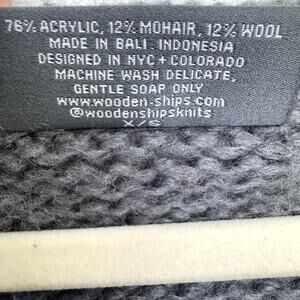 76% ACRYLIC, 12% MOHAIR, 12% WOOL
MADE IN BALI. INDONESIA
DESIGNED IN NYC + COLORADO
MACHINE WASH DELICATE,
GENTLE SOAP ONLY
www.wooden-ships.com
@woodenshipsknits
X/S